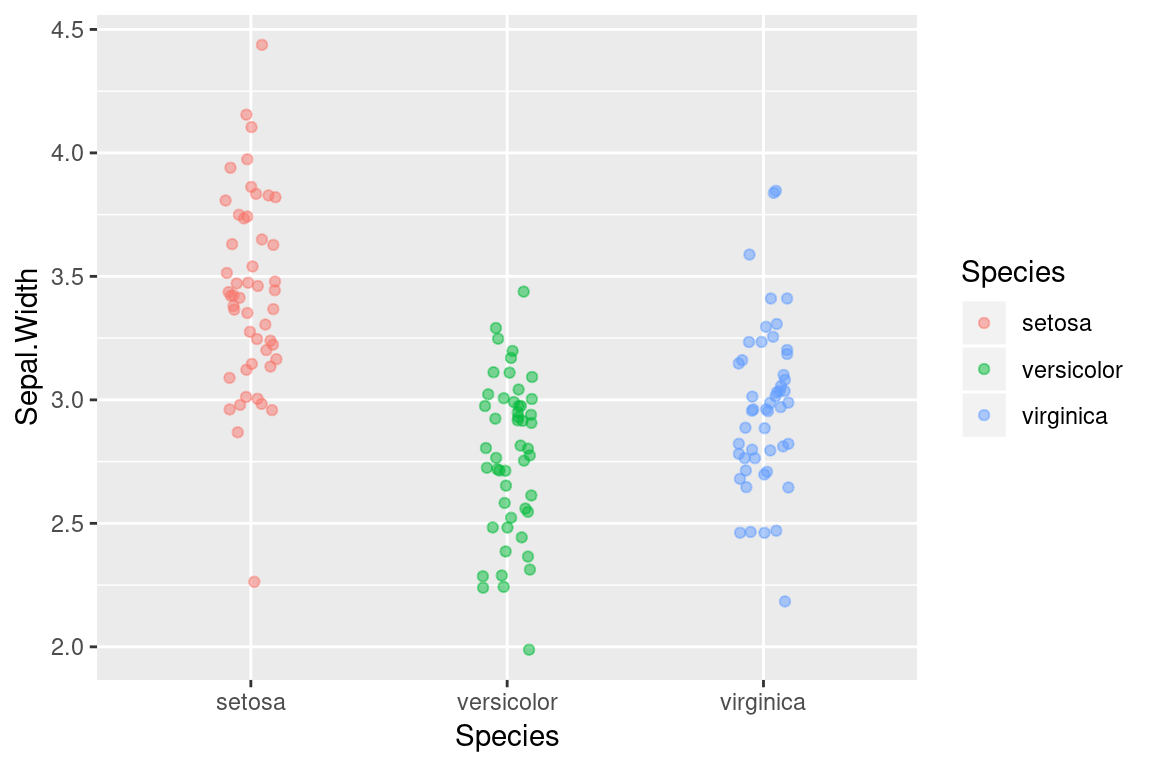 4.5
4.0
3.5
3.0
2.5
2.0
Sepal.Width
setosa
versicolor
virginica
Species
Species
setosa
versicolor
virginica